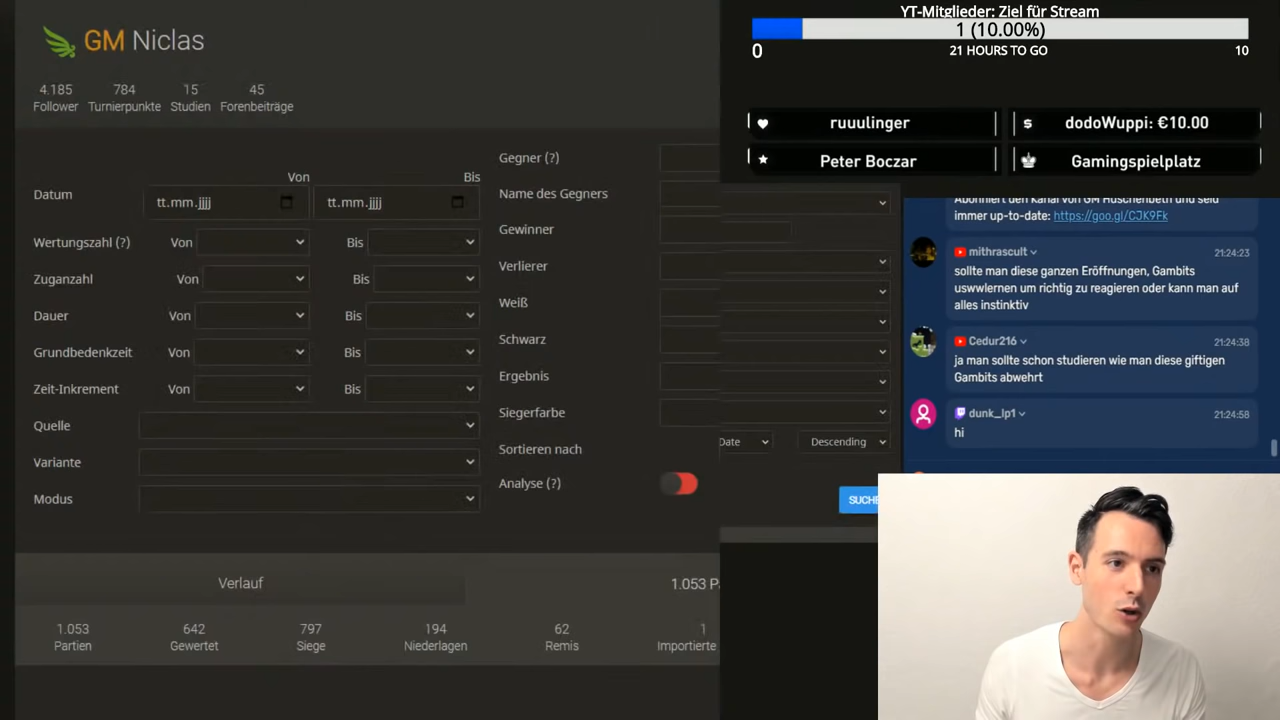 GM Niclas
4.185
Follower
784
Turnierpunkte
15
Studien
45
Forenbeiträge
Datum
Von
tt.mm.jjjj
Bis
tt.mm.jjjj
Wertungszahl (?)
Von
Bis
Zuganzahl
Von
Bis
Dauer
Von
Bis
Grundbedenkzeit
Von
Bis
Zeit-Inkrement
Von
Bis
Quelle
Variante
Modus
Gegner (?)
Name des Gegners
Gewinner
Verlierer
Weiß
Schwarz
Ergebnis
Siegerfarbe
Sortieren nach
Date
Descending
Analyse (?)
SUCHE
Verlauf
1.053 P
1.053
Partien
642
Gewertet
797
Siege
194
Niederlagen
62
Remis
1
Importierte
YT-Mitglieder: Ziel für Stream
1 (10.00%)
0
21 HOURS TO GO
10
ruuulinger
dodoWuppi: €10.00
Peter Boczar
Gamingspielplatz
Abonniert den Kanal von GM Huschenbeth und seid
immer up-to-date: https://goo.gl/CJK9Fk
mithrascult
21:24:23
sollte man diese ganzen Eröffnungen, Gambits
uswwlernen um richtig zu reagieren oder kann man auf
alles instinktiv
Cedur216
21:24:38
ja man sollte schon studieren wie man diese giftigen
Gambits abwehrt
dunk_lp1
21:24:58
hi